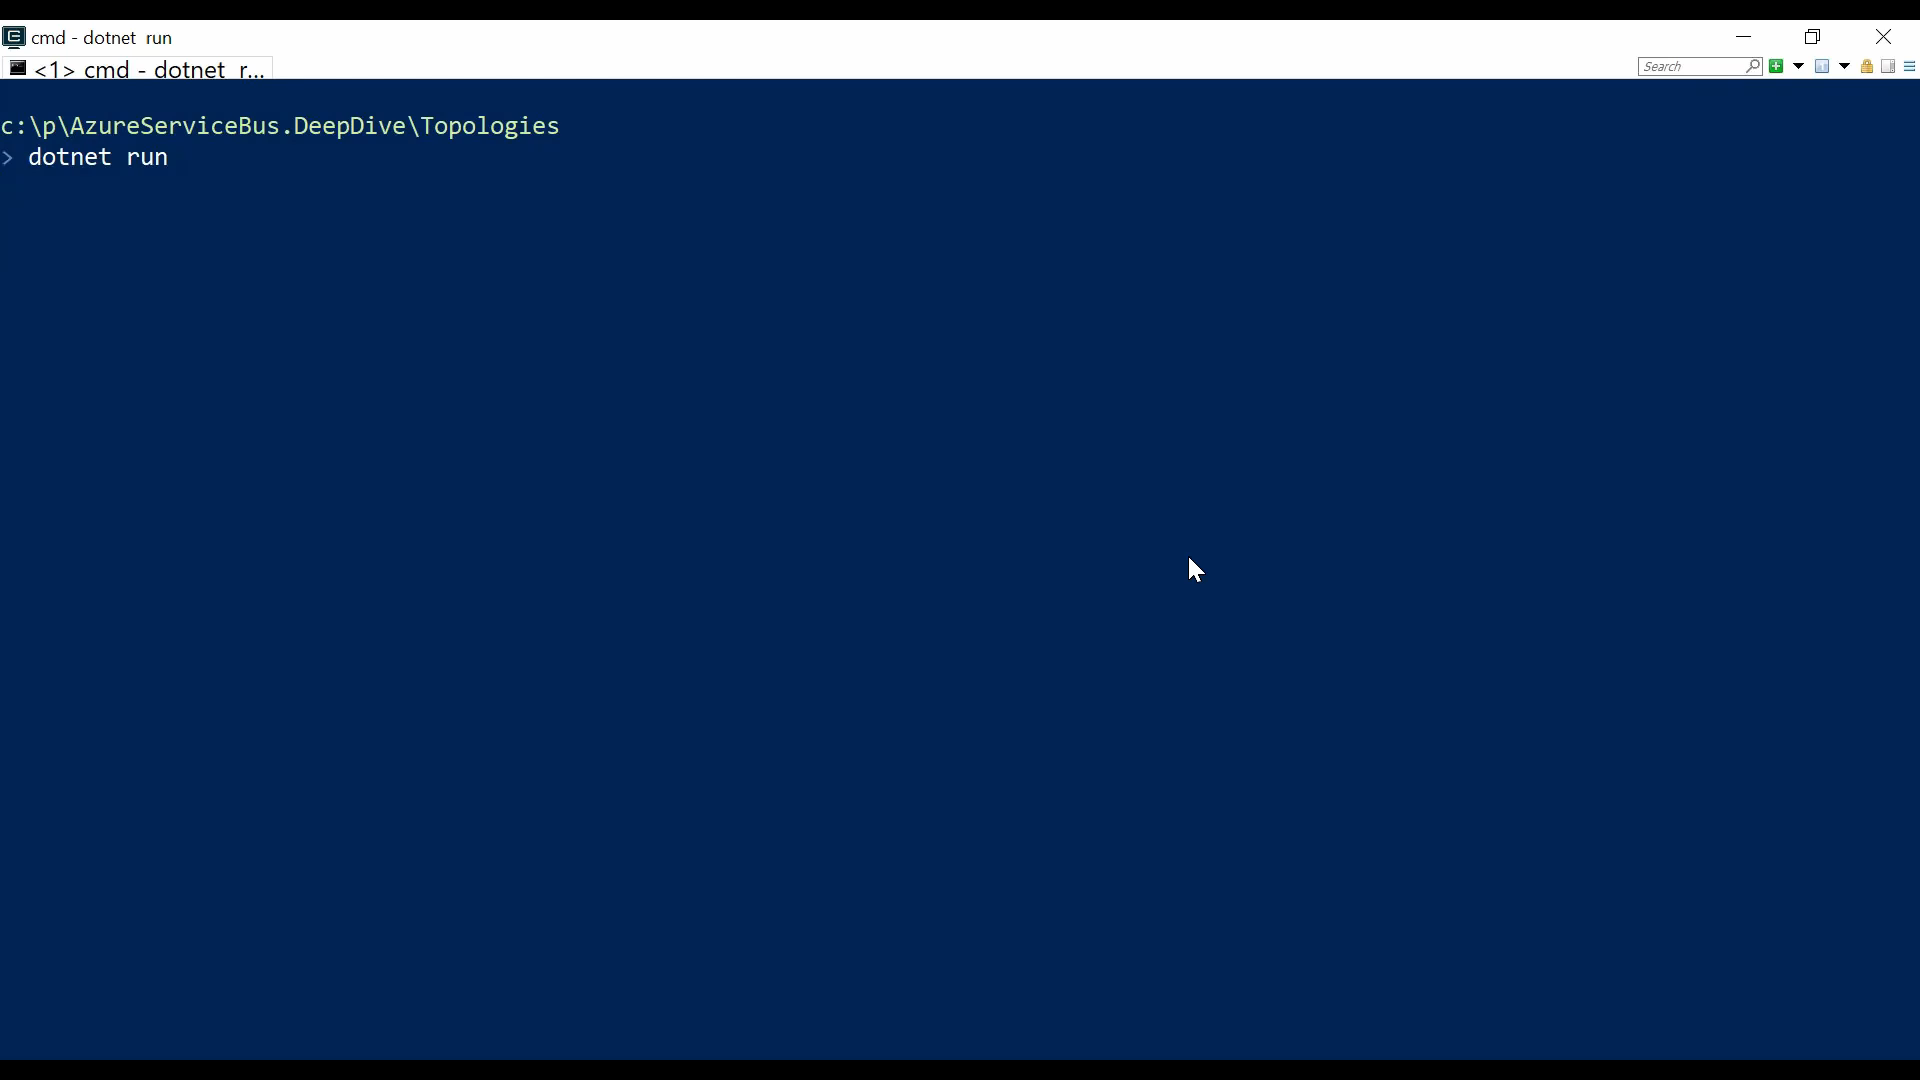 cmd - dotnet  run
<1> cmd - dotnet  r...
Search
c:\p\AzureServiceBus.DeepDive\Topologies
> dotnet run